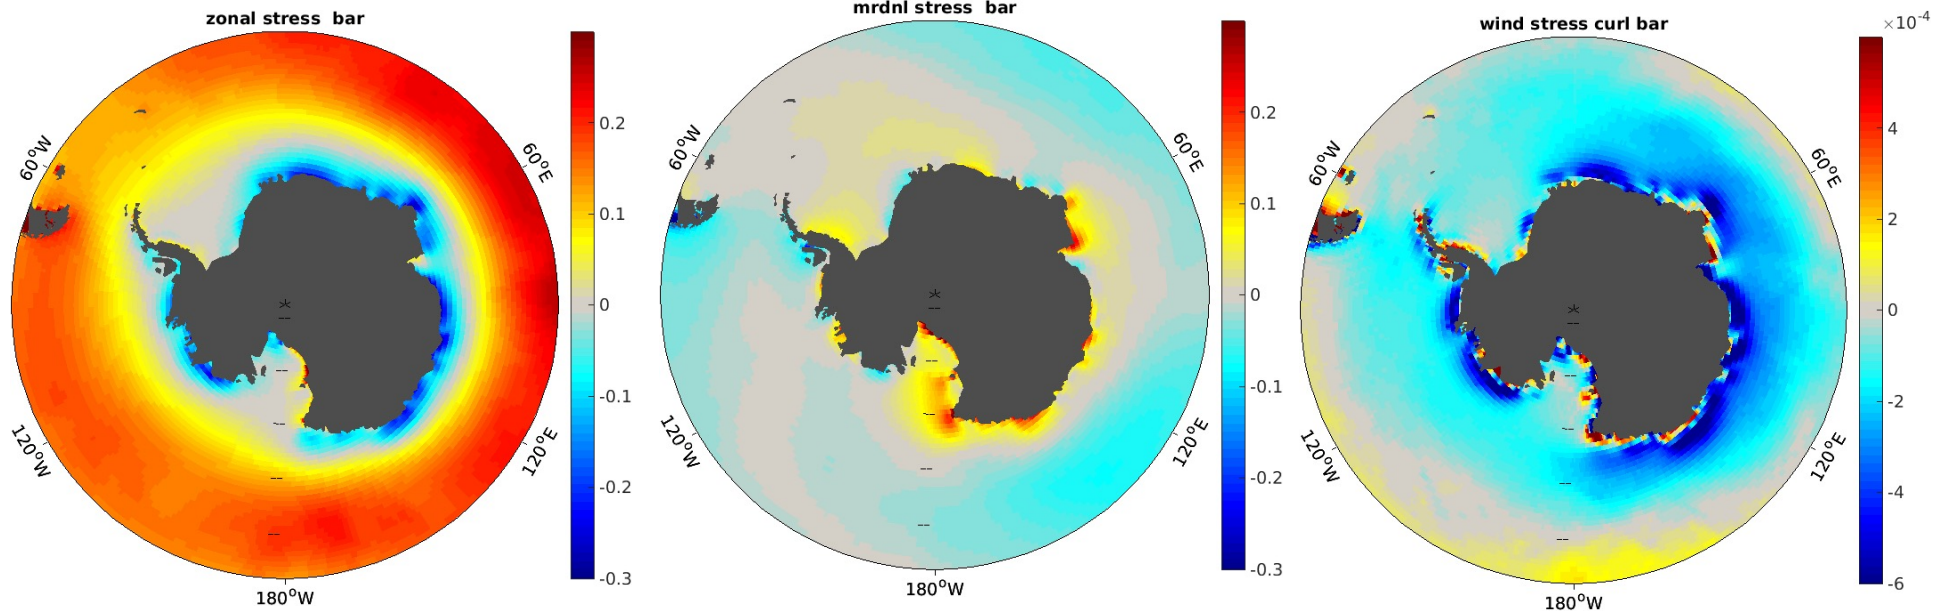 zonal stress  bar
60°W
60°E
120°W
120°E
180°W
0.2
0.1
0
-0.1
-0.2
-0.3
mrdnl stress  bar
60°W
60°E
120°W
120°E
180°W
0.2
0.1
0
-0.1
-0.2
-0.3
wind stress curl bar
×10-4
60°W
60°E
120°W
120°E
180°W
4
2
0
-2
-4
-6